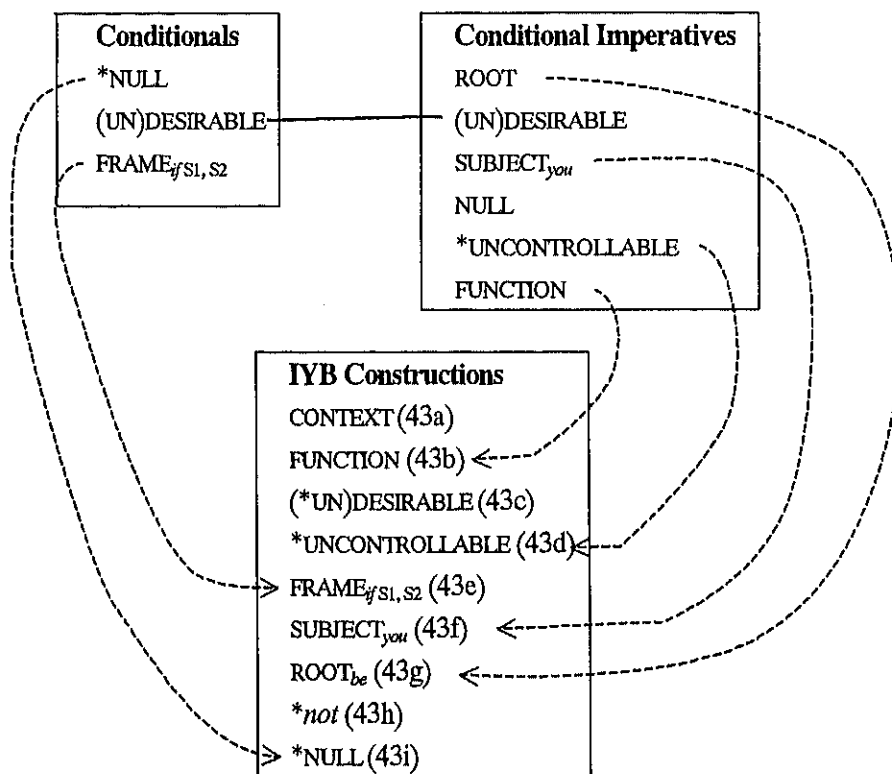 Conditionals
*NULL
(UN)DESIRABLE
FRAMEif S1, S2
Conditional Imperatives
ROOT
(UN)DESIRABLE
SUBJECTyou
NULL
*UNCONTROLLABLE
FUNCTION
IYB Constructions
CONTEXT (43a)
FUNCTION (43b)
(*UN)DESIRABLE (43c)
*UNCONTROLLABLE (43d)
FRAMEif S1, S2 (43e)
SUBJECTyou (43f)
ROOTbe (43g)
*not (43h)
*NULL (43i)